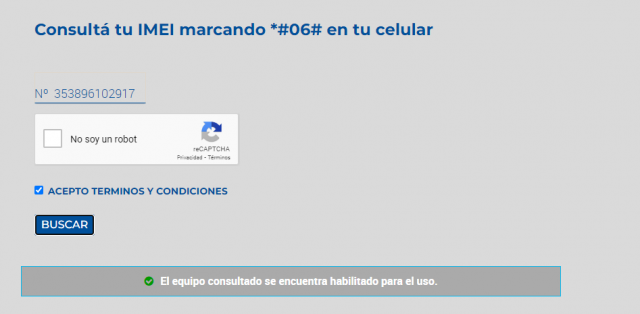 Consultá tu IMEI marcando *#06# en tu celular
Nº 353896102917
No soy un robot
reCAPTCHA
Privacidad - Términos
ACEPTO TERMINOS Y CONDICIONES
BUSCAR
El equipo consultado se encuentra habilitado para el uso.